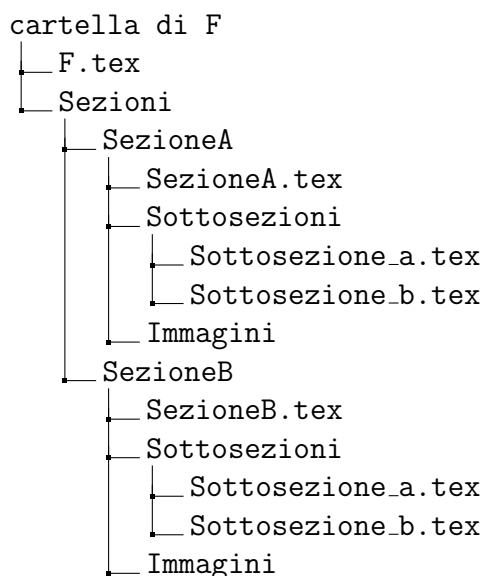 cartella di F
F.tex
Sezioni
SezioneA
SezioneA.tex
Sottosezioni
Sottosezione_a.tex
Sottosezione_b.tex
Immagini
SezioneB
SezioneB.tex
Sottosezioni
Sottosezione_a.tex
Sottosezione_b.tex
Immagini